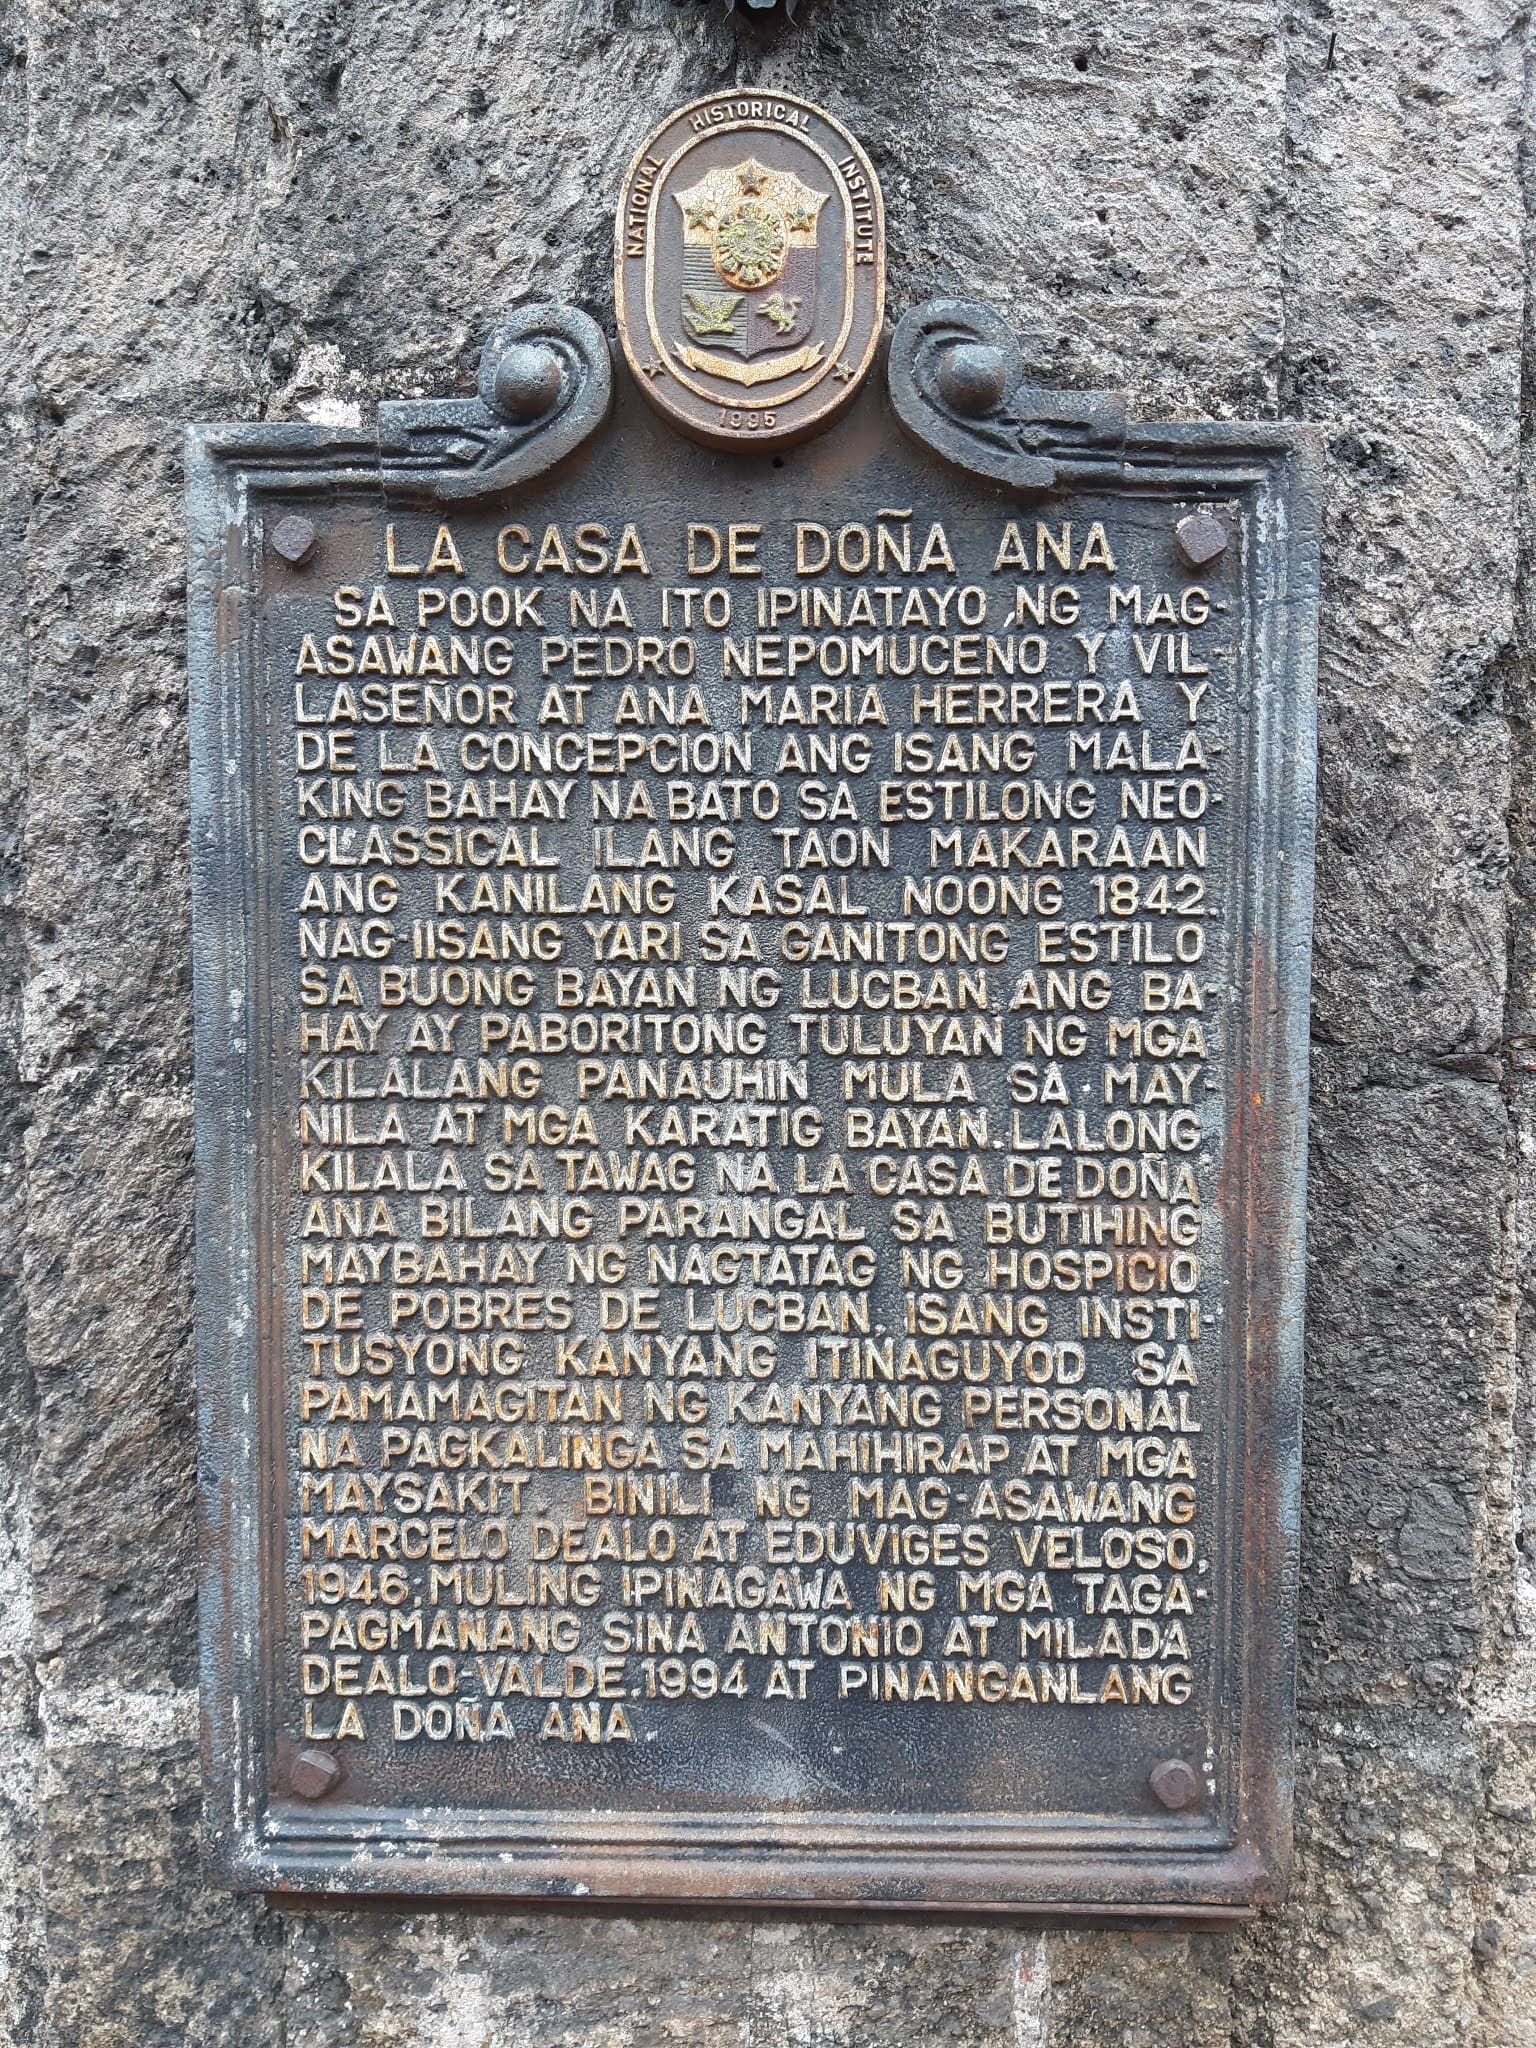 NATIONAL HISTORICAL INSTITUTE
1995
LA CASA DE DOÑA ANA
SA POOK NA ITO IPINATAYO NG MAG-
ASAWANG PEDRO NEPOMUCENO Y VIL-
LASEÑOR AT ANA MARIA HERRERA Y
DE LA CONCEPCION ANG ISANG MALA-
KING BAHAY NA BATO SA ESTILONG NEO-
CLASSICAL ILANG TAON MAKARAAN
ANG KANILANG KASAL NOONG 1842.
NAG-IISANG YARI SA GANITONG ESTILO
SA BUONG BAYAN NG LUCBAN. ANG BA-
HAY AY PABORITONG TULUYAN NG MGA
KILALANG PANAUHIN MULA SA MAY-
NILA AT MGA KARATIG BAYAN. LALONG
KILALA SA TAWAG NA LA CASA DE DOÑA
ANA BILANG PARANGAL SA BUTIHING
MAYBAHAY NG NAGTATAG NG HOSPICIO
DE POBRES DE LUCBAN, ISANG INSTI-
TUSYONG KANYANG ITINAGUYOD SA
PAMAMAGITAN NG KANYANG PERSONAL
NA PAGKALINGA SA MAHIHIRAP AT MGA
MAYSAKIT BINILI NG MAG-ASAWANG
MARCELO DEALO AT EDUVIGES VELOSO,
1946; MULING IPINAGAWA NG MGA TAGA-
PAGMANANG SINA ANTONIO AT MILADA
DEALO-VALDE, 1994 AT PINANGANLANG
LA DOÑA ANA.